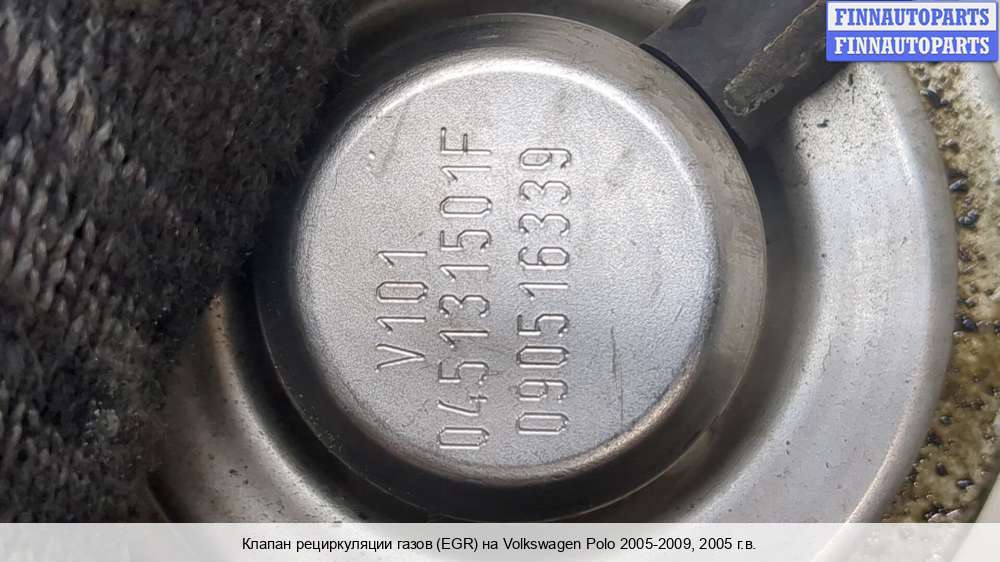 FINNAUTOPARTS
FINNAUTOPARTS
V101
045131501F
090516339
Клапан рециркуляции газов (EGR) на Volkswagen Polo 2005-2009, 2005 г.в.